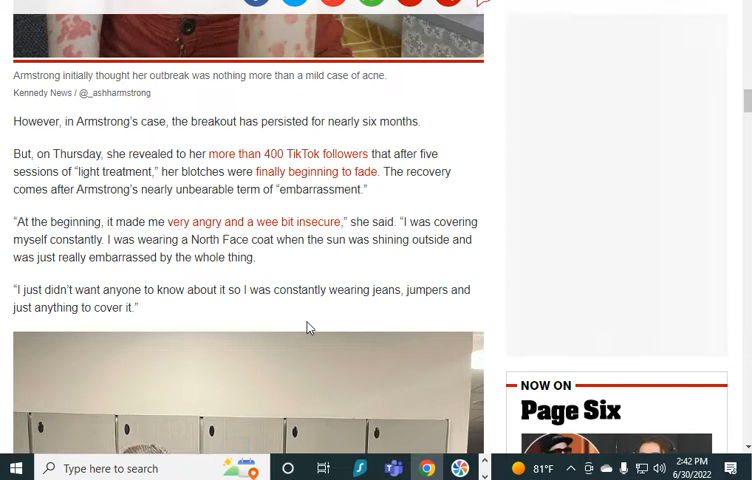 Armstrong initially thought her outbreak was nothing more than a mild case of acne.
Kennedy News / @_ashharmstrong
However, in Armstrong's case, the breakout has persisted for nearly six months.
But, on Thursday, she revealed to her more than 400 TikTok followers that after five
sessions of “light treatment,” her blotches were finally beginning to fade. The recovery
comes after Armstrong's nearly unbearable term of “embarrassment.”
“At the beginning, it made me very angry and a wee bit insecure,” she said. “I was covering
myself constantly. I was wearing a North Face coat when the sun was shining outside and
was just really embarrassed by the whole thing.
“I just didn't want anyone to know about it so I was constantly wearing jeans, jumpers and
just anything to cover it.”
NOW ON
Page Six
Type here to search
81°F
2:42 PM
6/30/2022